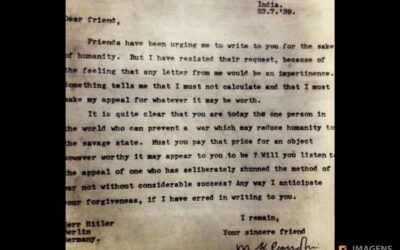 India.
23.7.'39.
Dear friend,
Friends have been urging me to write to you for the sake
of humanity. But I have resisted their request, because of
the feeling that any letter from me would be an impertinence.
Something tells me that I must not calculate and that I must
make my appeal for whatever it may be worth.
It is quite clear that you are today the one person in
the world who can prevent a war which may reduce humanity to
the savage state. Must you pay that price for an object
however worthy it may appear to you to be ? Will you listen to
the appeal of one who has seliberately shunned the method of
war not without considerable success? Any way I anticipate
your forgiveness, if I have erred in writing to you.
I remain,
Herr Hitler
Your sincere friend
Berlin
Germany.
M K Gandhi
IMAGENS